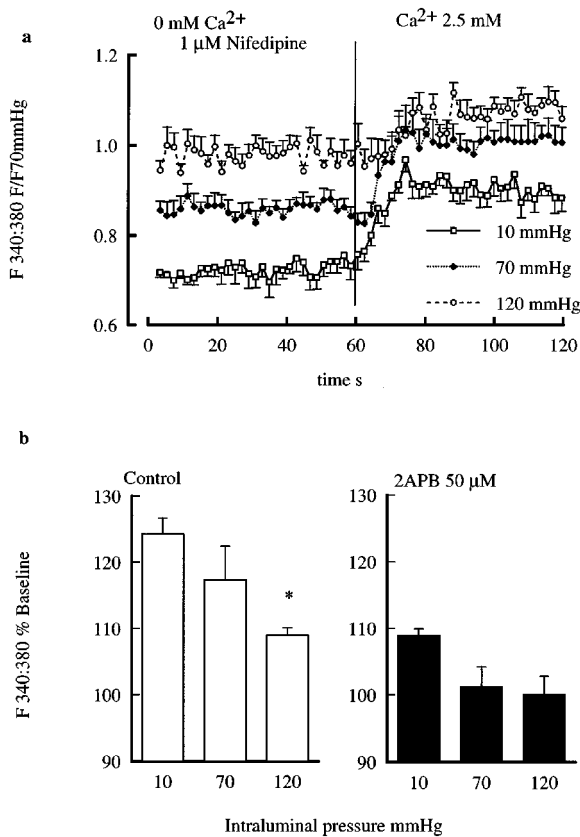 a
0 mM Ca2+
1 µM Nifedipine
Ca2+ 2.5 mM
F 340:380 F/F70mmHg
1.2
1.0
0.8
0.6
10 mmHg
70 mmHg
120 mmHg
0 20 40 60 80 100 120
time s
b
Control
F 340:380 % Baseline
130
120
110
100
90
*
10 70 120
2APB 50 µM
130
120
110
100
90
10 70 120
Intraluminal pressure mmHg